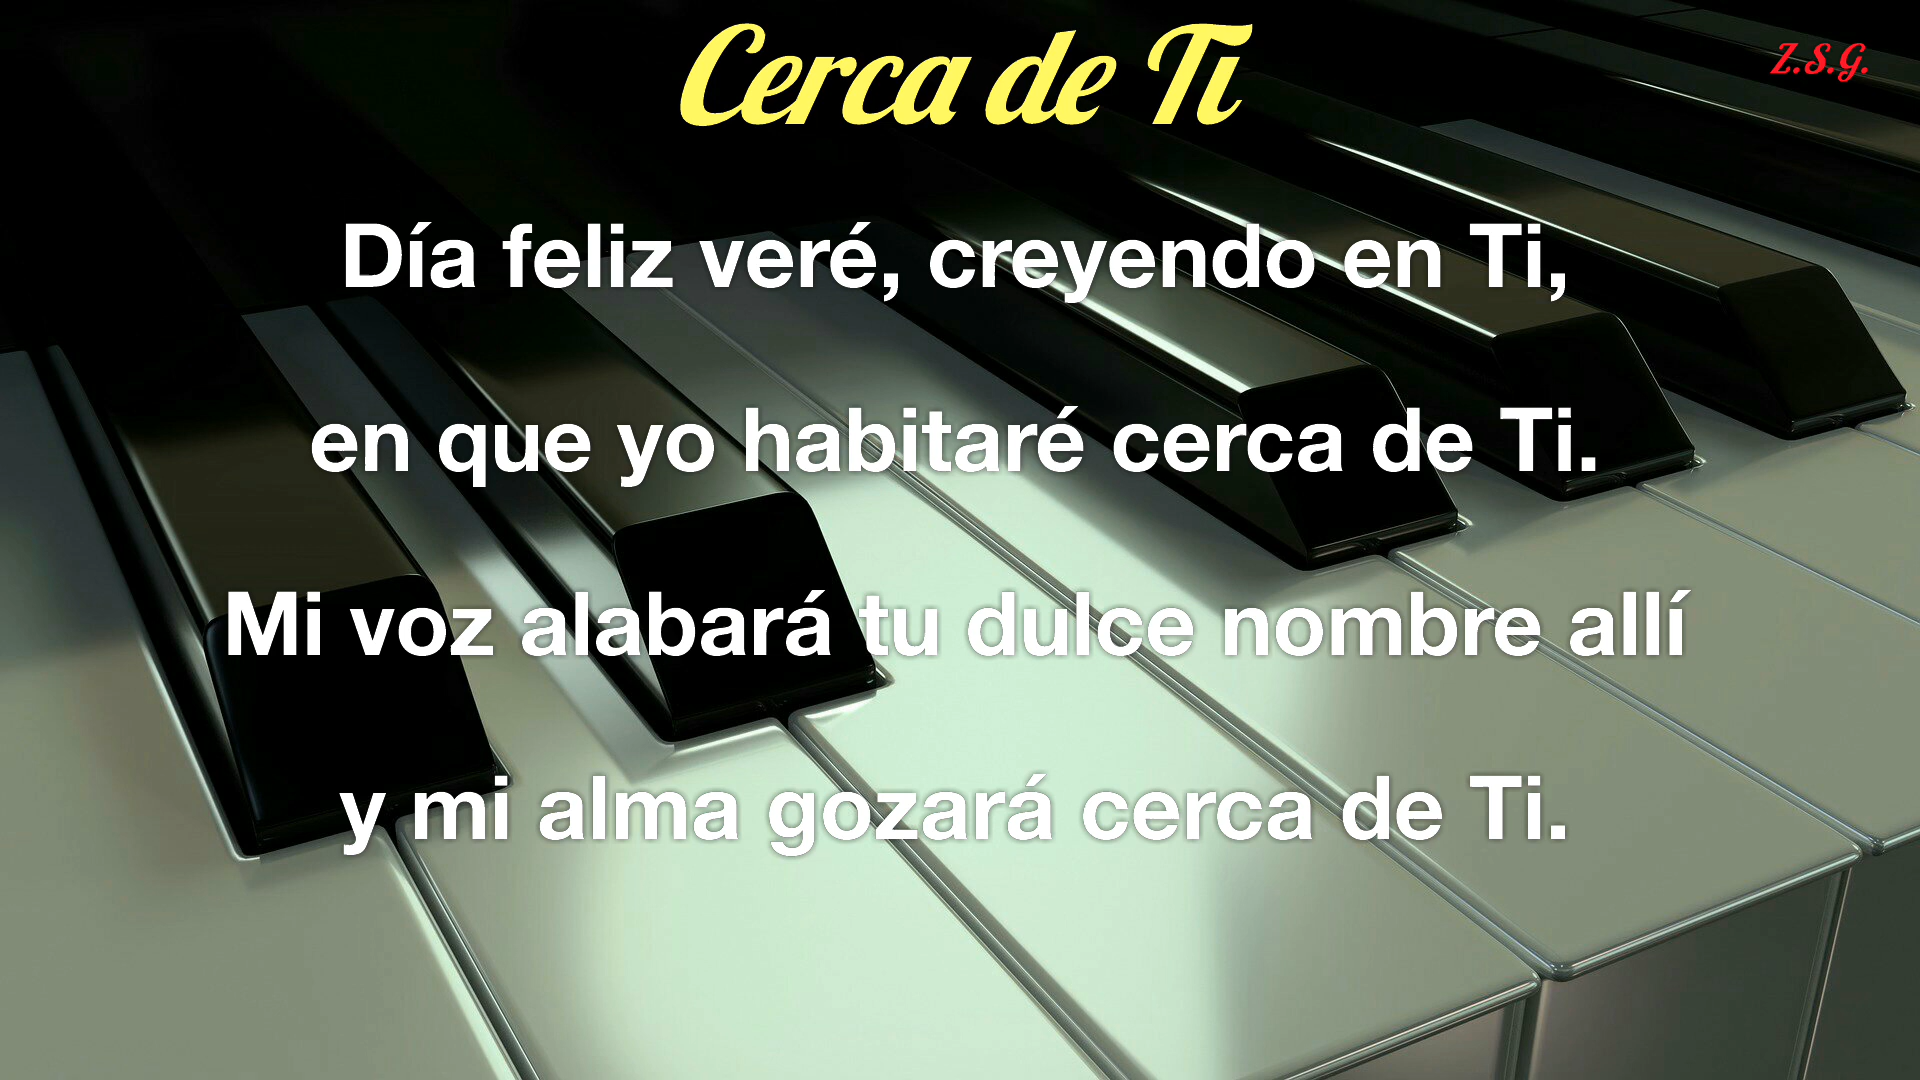 Cerca de Ti
Z.S.G.
Día feliz veré, creyendo en Ti,
en que yo habitaré cerca de Ti.
Mi voz alabará tu dulce nombre allí
y mi alma gozará cerca de Ti.